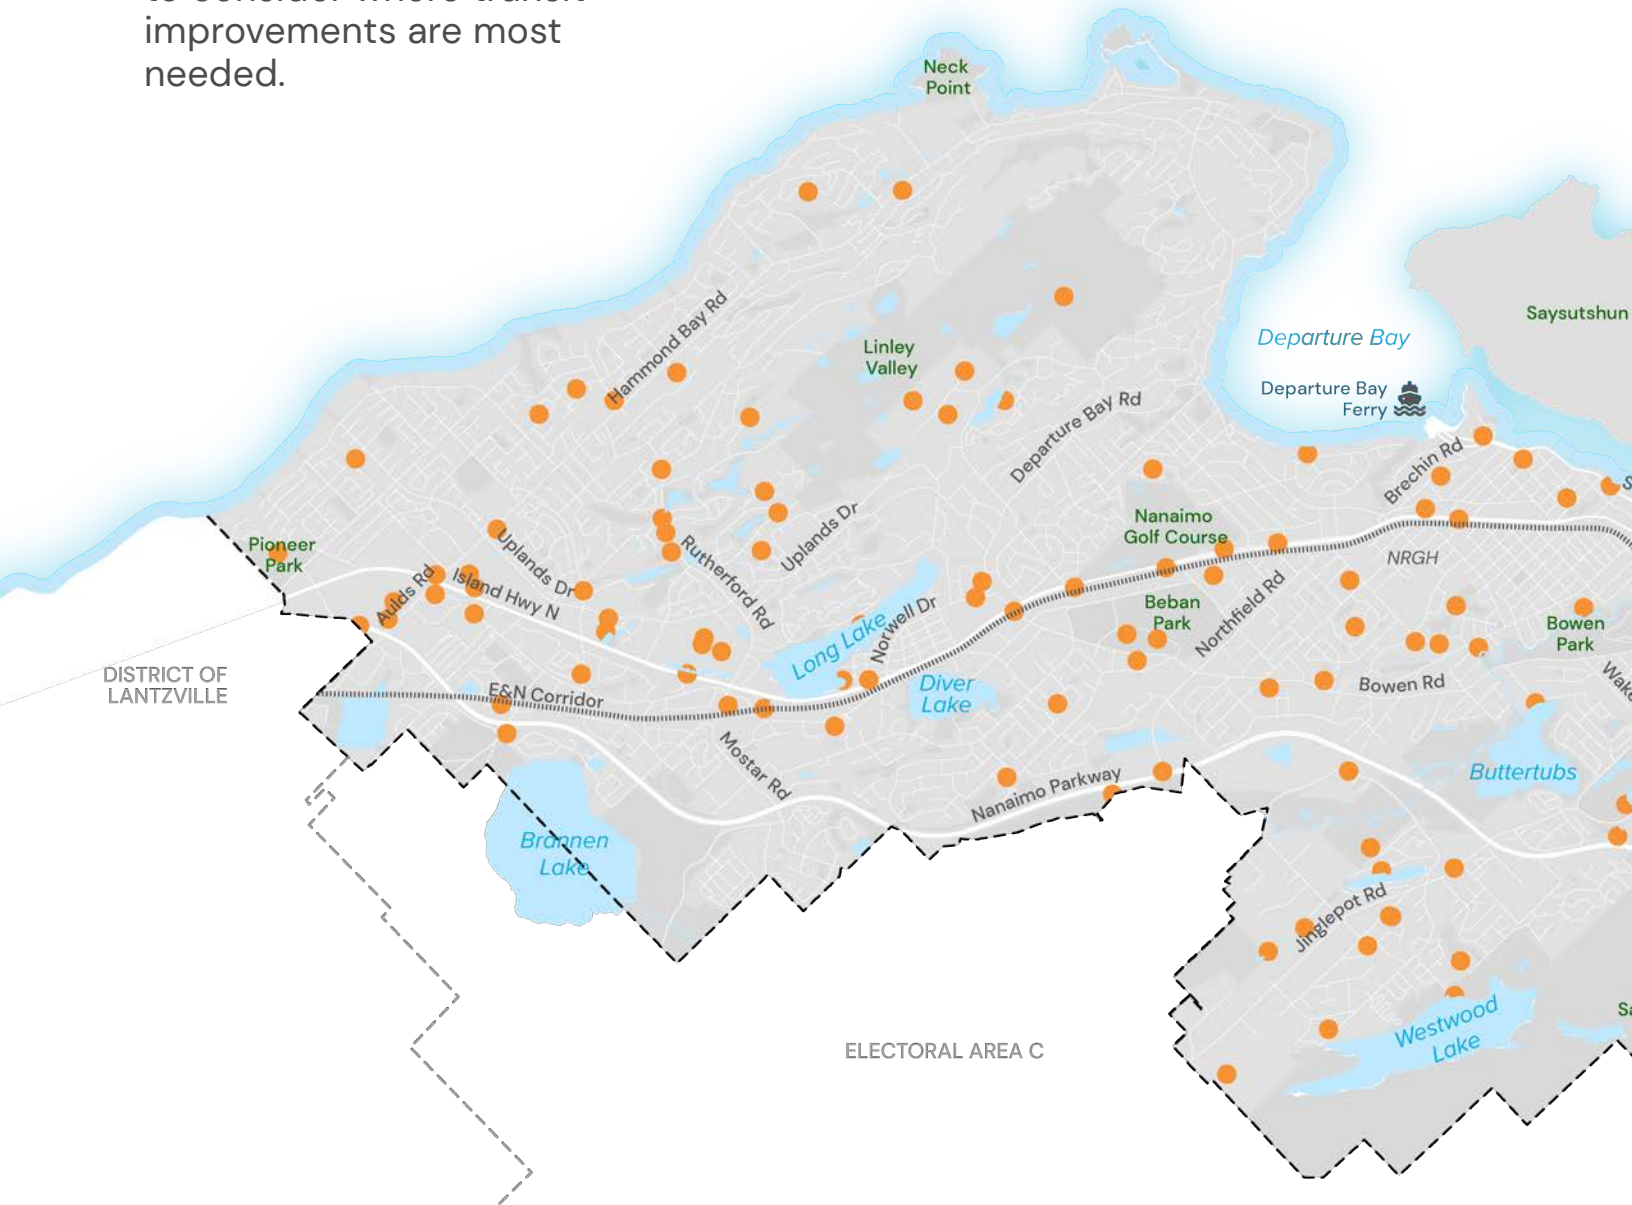 improvements are most
needed.
Neck
Point
Saysutshun
Departure Bay
Departure Bay
Ferry
Hammond Bay Rd
Linley
Valley
Departure Bay Rd
Brechin Rd
Nanaimo
Golf Course
NRGH
Pioneer
Park
Uplands Dr
Uplands Dr
Rutherford Rd
Aulds Rd
Island Hwy N
Long Lake
Norwell Dr
Beban
Park
Northfield Rd
Bowen
Park
DISTRICT OF
LANTZVILLE
E&N Corridor
Diver
Lake
Bowen Rd
Mostar Rd
Nanaimo Parkway
Buttertubs
Brannen
Lake
Jinglepot Rd
Westwood
Lake
ELECTORAL AREA C